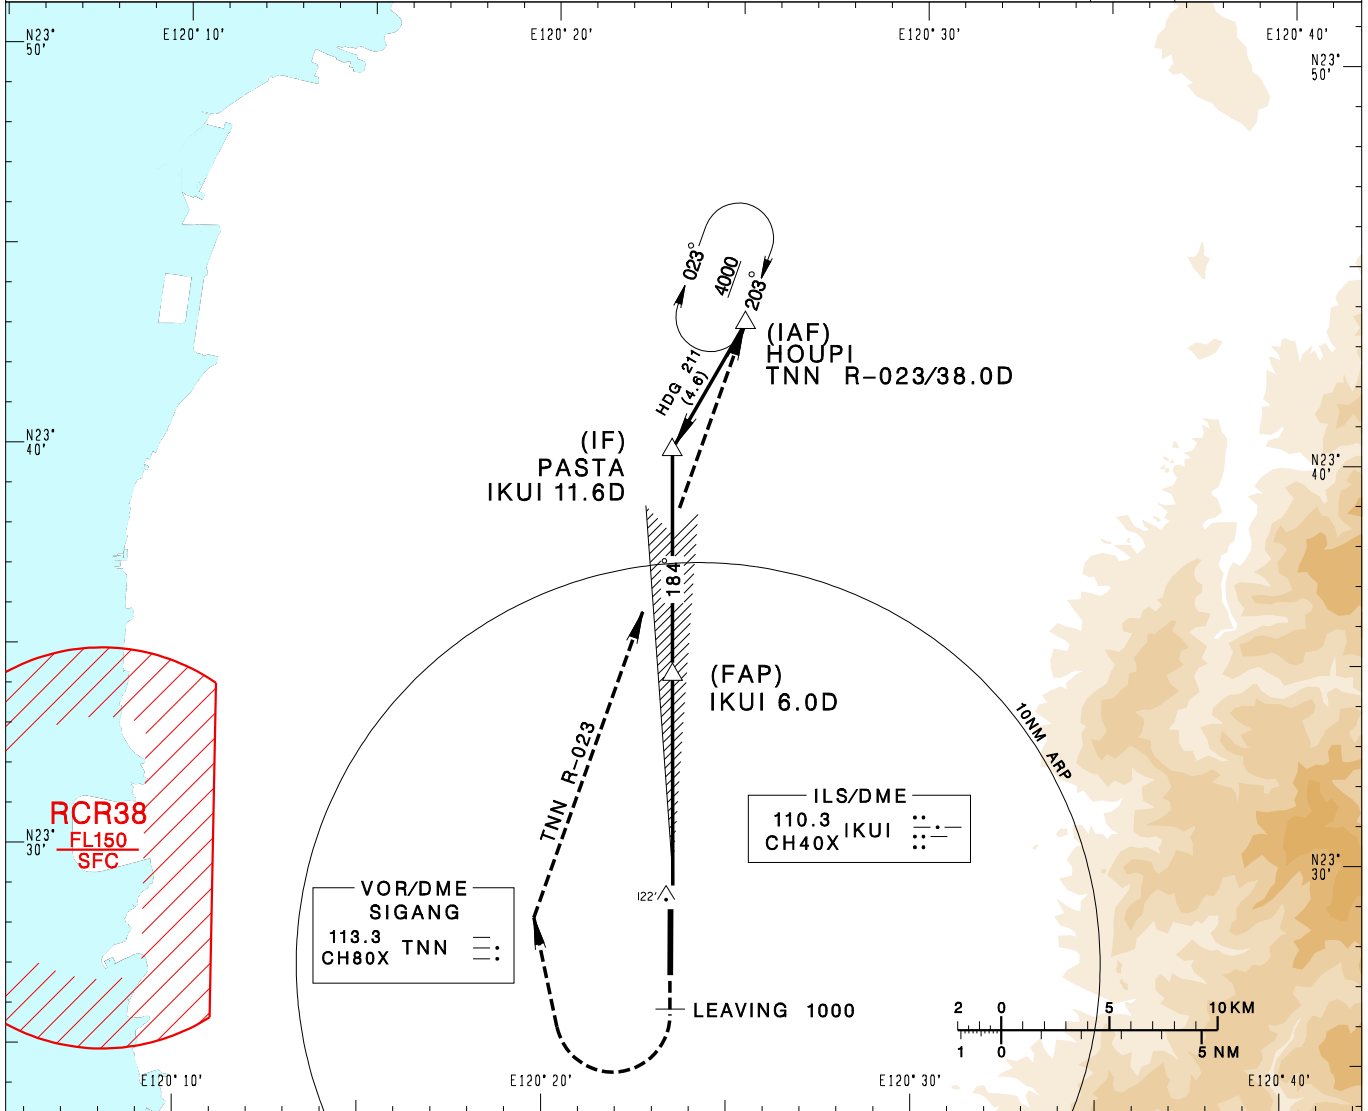 N23°
50'
E120° 10'
E120° 20'
E120° 30'
E120° 40'
N23°
50'
023°
4000
203°
(IAF)
HOUPI
TNN R-023/38.0D
HDG 211
(4.6)
(IF)
PASTA
IKUI 11.6D
N23°
40'
N23°
40'
184°
(FAP)
IKUI 6.0D
10NM ARP
TNN R-023
RCR38
FL150
SFC
N23°
30'
N23°
30'
ILS/DME
110.3
CH40X
IKUI
122'
VOR/DME
SIGANG
113.3
CH80X
TNN
LEAVING 1000
2 0 5 10KM
1 0 5 NM
E120° 10'
E120° 20'
E120° 30'
E120° 40'